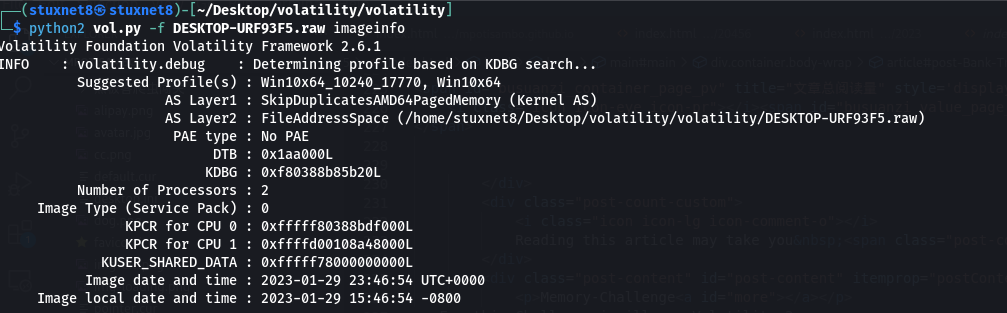 ┌──(stuxnet8㉿stuxnet8)-[~/Desktop/volatility/volatility]
└─$ python2 vol.py -f DESKTOP-URF93F5.raw imageinfo
Volatility Foundation Volatility Framework 2.6.1
INFO    : volatility.debug    : Determining profile based on KDBG search...
Suggested Profile(s) : Win10x64_10240_17770, Win10x64
AS Layer1 : SkipDuplicatesAMD64PagedMemory (Kernel AS)
AS Layer2 : FileAddressSpace (/home/stuxnet8/Desktop/volatility/volatility/DESKTOP-URF93F5.raw)
PAE type : No PAE
DTB : 0x1aa000L
KDBG : 0xf80388b85b20L
Number of Processors : 2
Image Type (Service Pack) : 0
KPCR for CPU 0 : 0xfffff80388bdf000L
KPCR for CPU 1 : 0xffffd00108a48000L
KUSER_SHARED_DATA : 0xfffff78000000000L
Image date and time : 2023-01-29 23:46:54 UTC+0000
Image local date and time : 2023-01-29 15:46:54 -0800